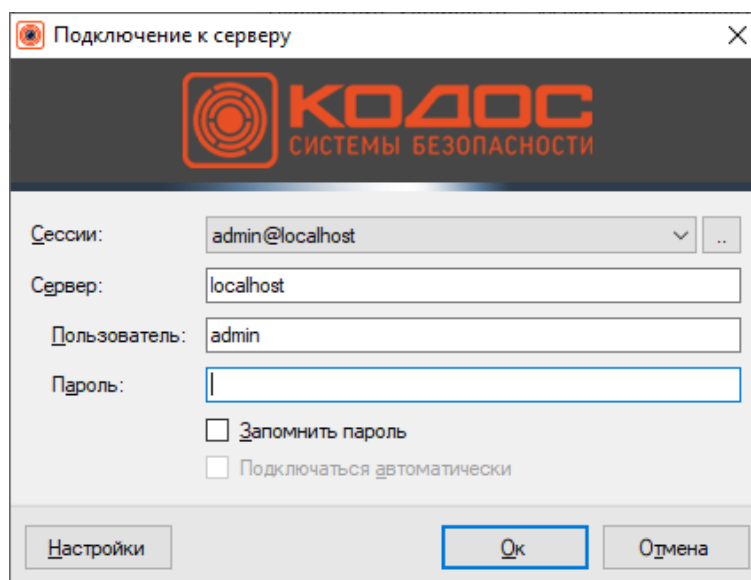 Подключение к серверу
КОДОС
СИСТЕМЫ БЕЗОПАСНОСТИ
Сессии: admin@localhost ..
Сервер: localhost
Пользователь: admin
Пароль:
Запомнить пароль
Подключаться автоматически
Настройки Ок Отмена